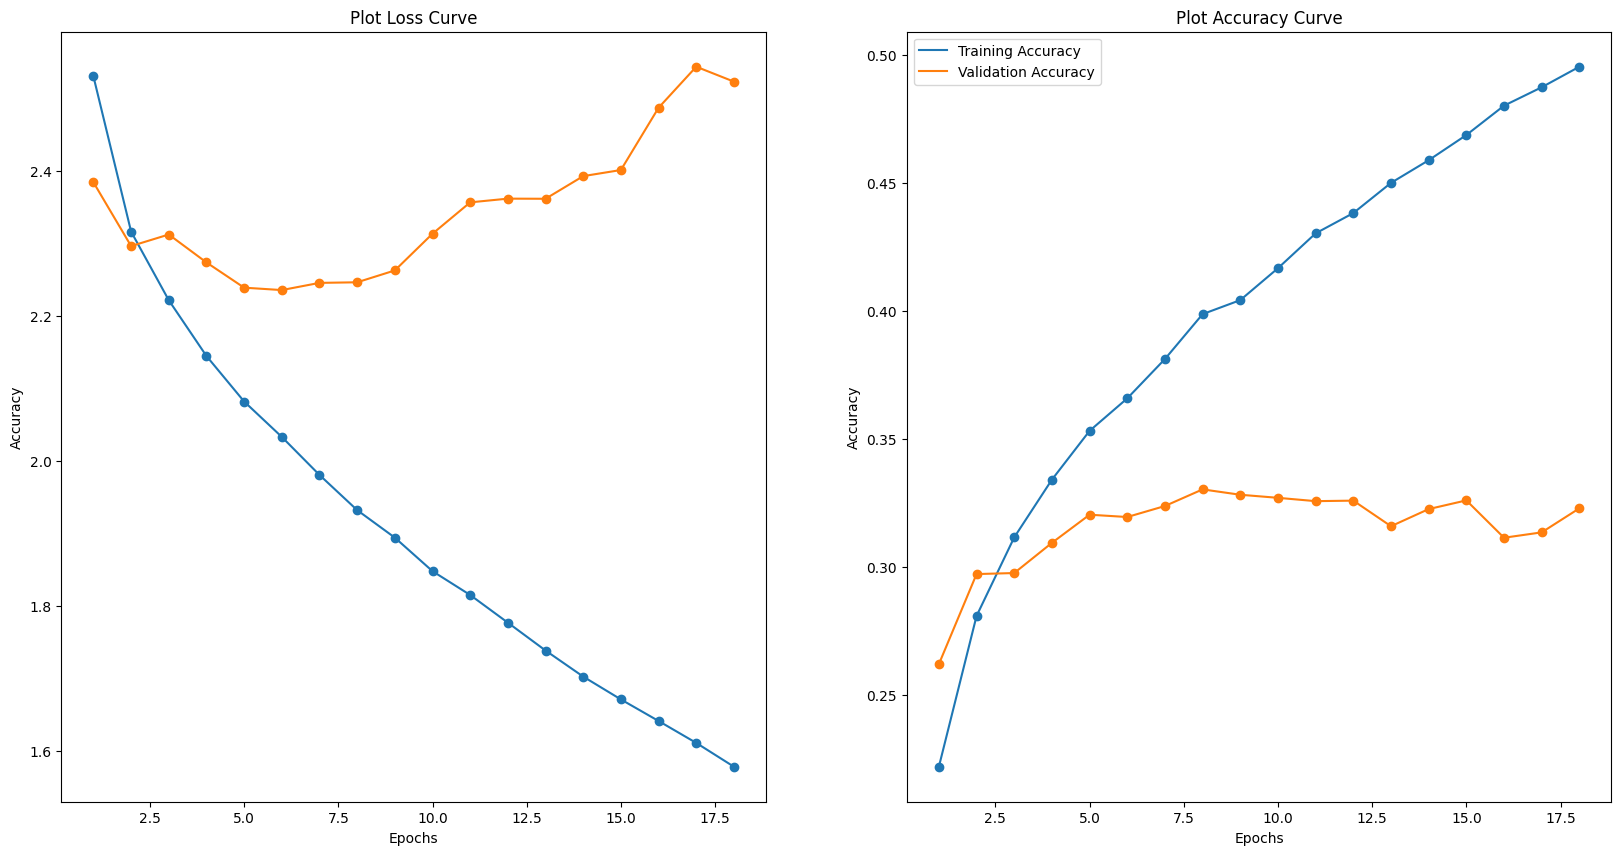 Plot Loss Curve
2.4
2.2
2.0
1.8
1.6
Accuracy
2.5 5.0 7.5 10.0 12.5 15.0 17.5
Epochs
Plot Accuracy Curve
Training Accuracy
Validation Accuracy
0.50
0.45
0.40
0.35
0.30
0.25
Accuracy
2.5 5.0 7.5 10.0 12.5 15.0 17.5
Epochs